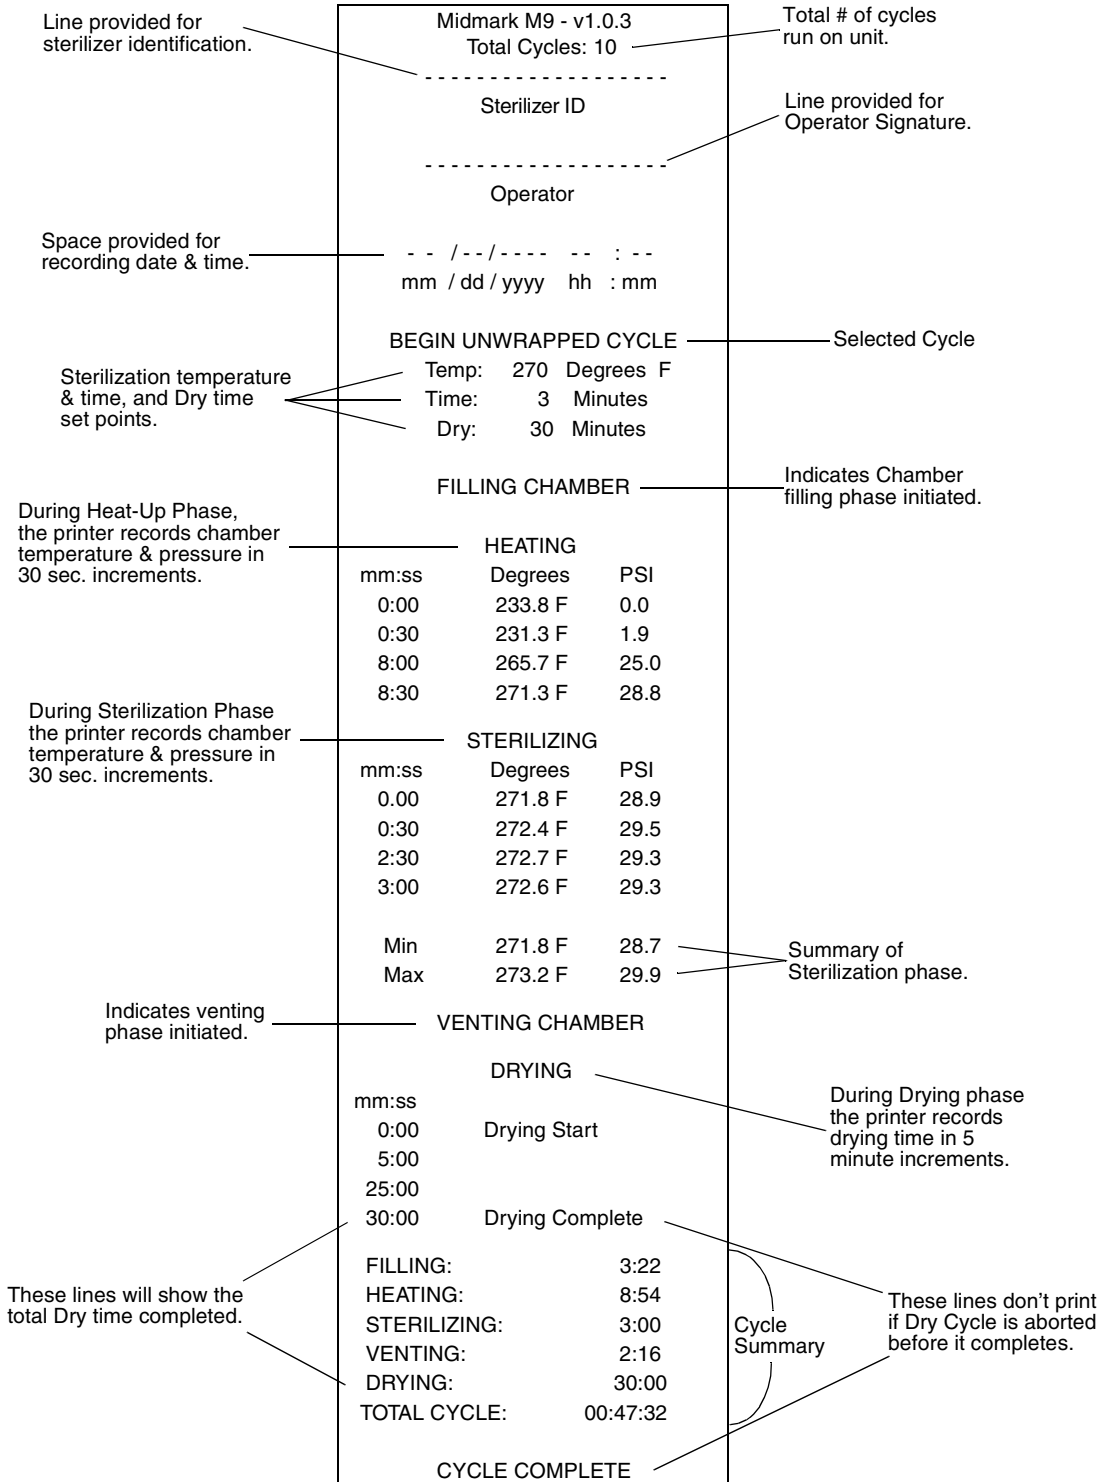 Line provided for
sterilizer identification.
Midmark M9 - v1.0.3
Total Cycles: 10
Total # of cycles
run on unit.
- - - - - - - - - - - - - - - - - - -
Sterilizer ID
Line provided for
Operator Signature.
- - - - - - - - - - - - - - - - - - -
Operator
Space provided for
recording date & time.
- - / - - / - - - - - - : - -
mm / dd / yyyy hh : mm
BEGIN UNWRAPPED CYCLE
Selected Cycle
Sterilization temperature
& time, and Dry time
set points.
Temp: 270 Degrees F
Time: 3 Minutes
Dry: 30 Minutes
FILLING CHAMBER
Indicates Chamber
filling phase initiated.
During Heat-Up Phase,
the printer records chamber
temperature & pressure in
30 sec. increments.
HEATING
mm:ss Degrees PSI
0:00 233.8 F 0.0
0:30 231.3 F 1.9
8:00 265.7 F 25.0
8:30 271.3 F 28.8
During Sterilization Phase
the printer records chamber
temperature & pressure in
30 sec. increments.
STERILIZING
mm:ss Degrees PSI
0.00 271.8 F 28.9
0:30 272.4 F 29.5
2:30 272.7 F 29.3
3:00 272.6 F 29.3
Min 271.8 F 28.7
Max 273.2 F 29.9
Summary of
Sterilization phase.
Indicates venting
phase initiated.
VENTING CHAMBER
DRYING
During Drying phase
the printer records
drying time in 5
minute increments.
mm:ss
0:00 Drying Start
5:00
25:00
30:00 Drying Complete
These lines will show the
total Dry time completed.
FILLING: 3:22
HEATING: 8:54
STERILIZING: 3:00
VENTING: 2:16
DRYING: 30:00
TOTAL CYCLE: 00:47:32
Cycle
Summary
These lines don't print
if Dry Cycle is aborted
before it completes.
CYCLE COMPLETE